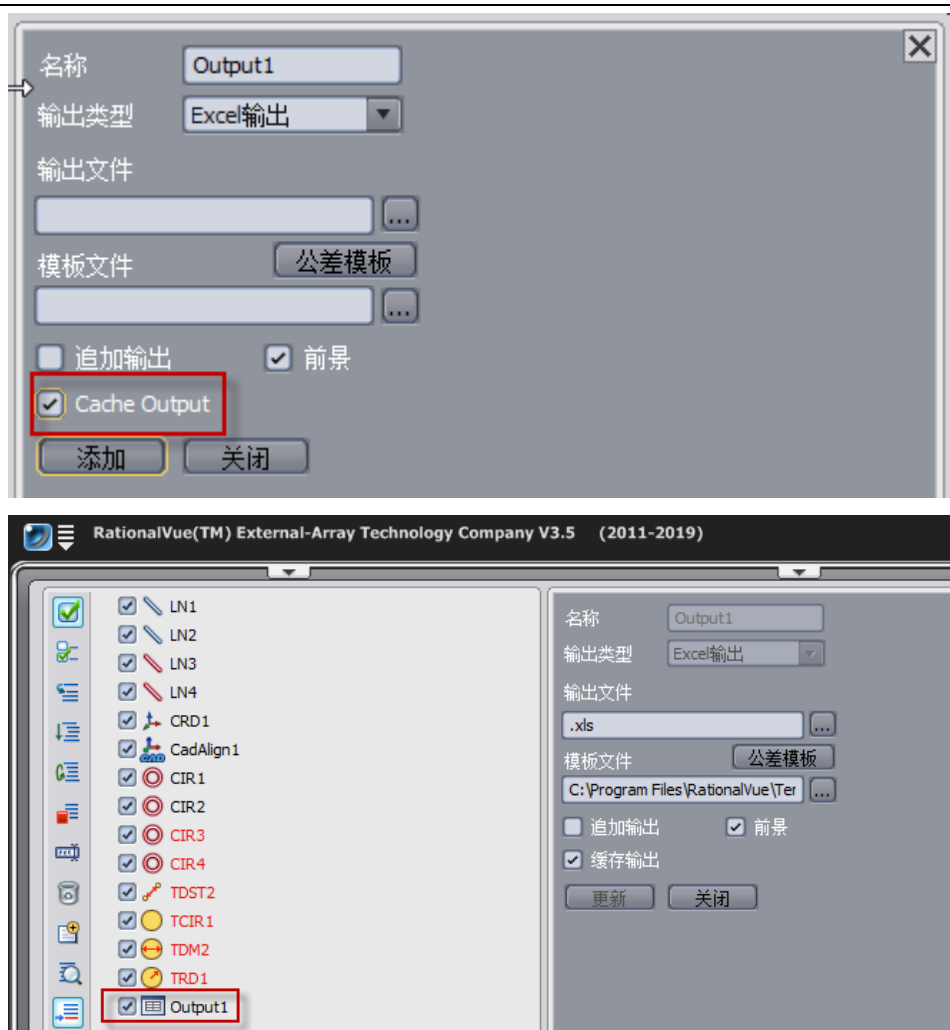 名称 Output1
输出类型 Excel输出
输出文件
...
模板文件 公差模板
...
追加输出 前景
Cache Output
添加 关闭
RationalVue(TM) External-Array Technology Company V3.5 (2011-2019)
LN1
LN2
LN3
LN4
CRD1
CadAlign1
CIR1
CIR2
CIR3
CIR4
TDST2
TCIR1
TDM2
TRD1
Output1
名称 Output1
输出类型 Excel输出
输出文件
.xls ...
模板文件 公差模板
C:\Program Files\RationalVue\Ter ...
追加输出 前景
缓存输出
更新 关闭